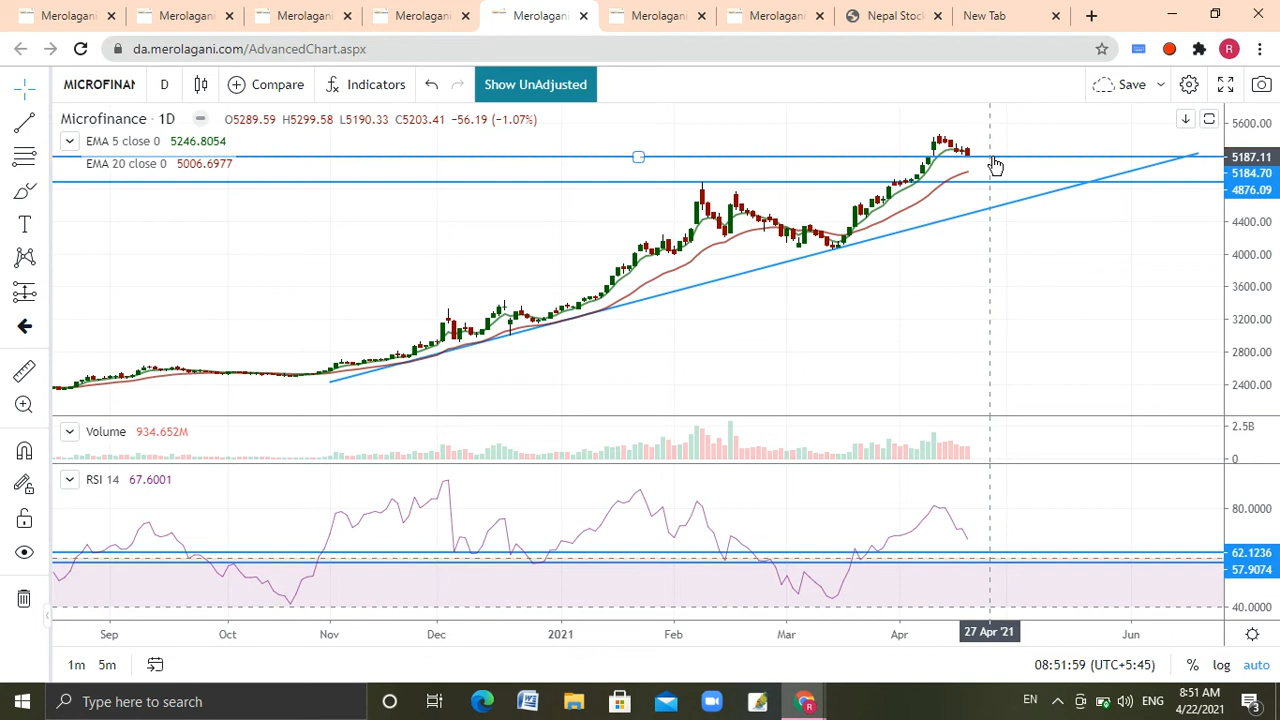 Merolagani
Merolagani
Merolagani
Merolagani
Merolagani
Merolagani
Merolagani
Nepal Stock
New Tab
da.merolagani.com/AdvancedChart.aspx
R
MICROFINAN
D
Compare
Indicators
Show UnAdjusted
Save
Microfinance · 1D
O5289.59 H5299.58 L5190.33 C5203.41 −56.19 (−1.07%)
EMA 5 close 0 5246.8054
EMA 20 close 0 5006.6977
5600.00
5187.11
5184.70
4876.09
4400.00
4000.00
3600.00
3200.00
2800.00
2400.00
Volume 934.652M
2.5B
0
RSI 14 67.6001
80.0000
62.1236
57.9074
40.0000
Sep
Oct
Nov
Dec
2021
Feb
Mar
Apr
27 Apr '21
Jun
1m
5m
08:51:59 (UTC+5:45)
%
log
auto
Type here to search
R
EN
ENG
8:51 AM
4/22/2021
3